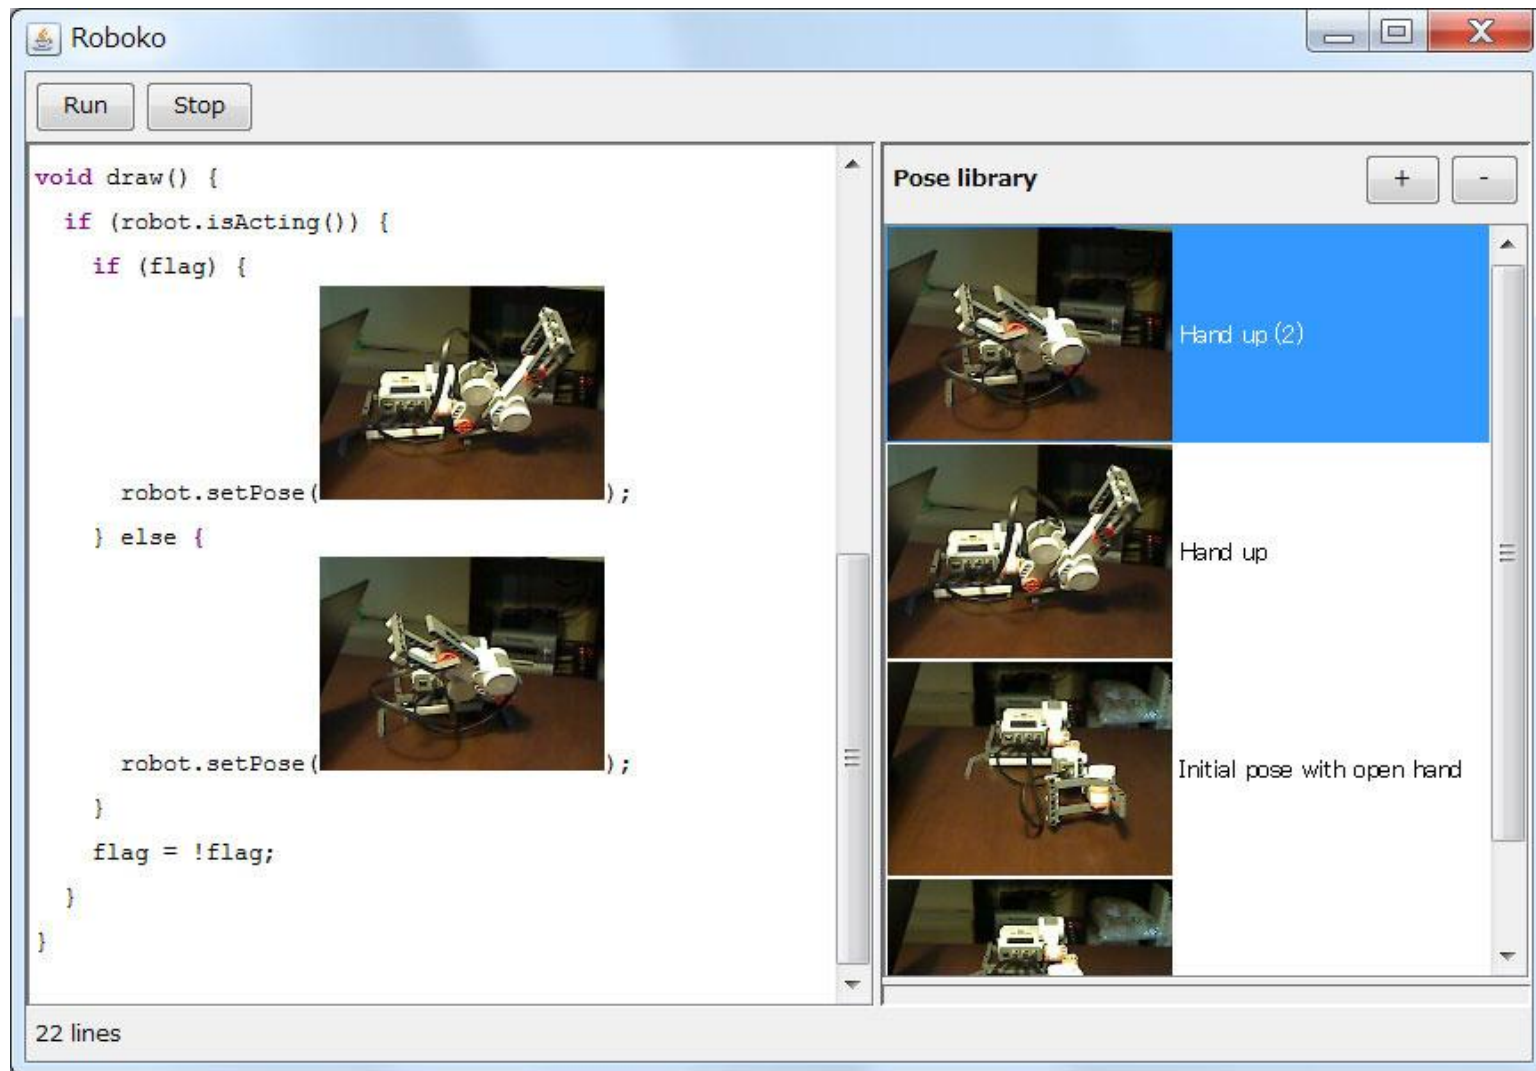 Roboko
Run Stop
void draw() {
if (robot.isActing()) {
if (flag) {
robot.setPose( );
} else {
robot.setPose( );
}
flag = !flag;
}
}
Pose library + -
Hand up (2)
Hand up
Initial pose with open hand
22 lines